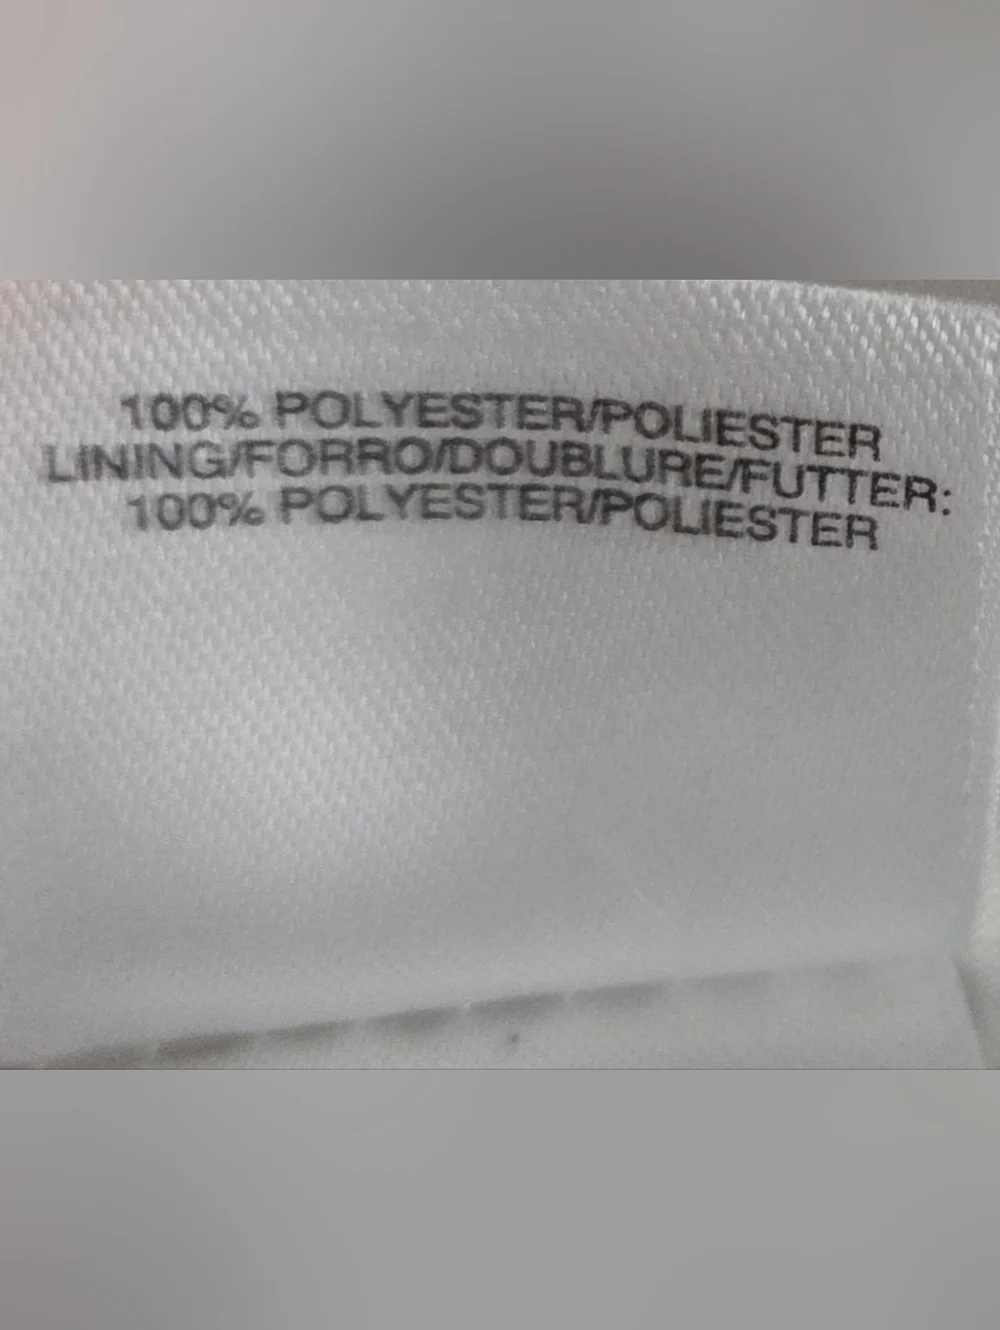 100% POLYESTER/POLIESTER
LINING/FORRO/DOUBLURE/FUTTER:
100% POLYESTER/POLIESTER